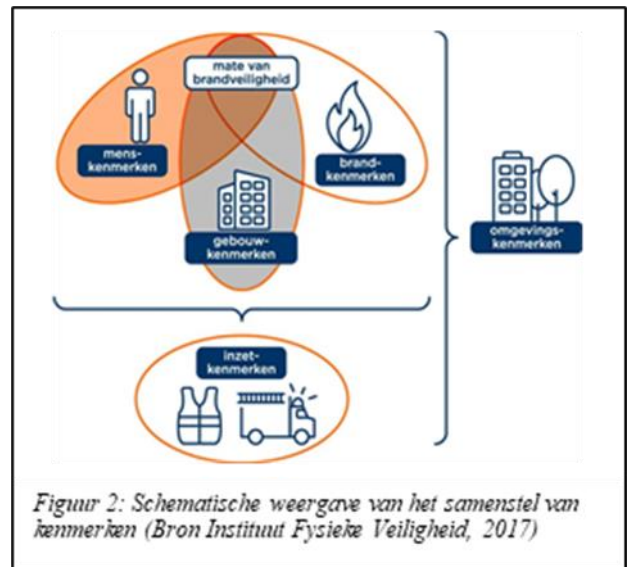 mate van
brandveiligheid
mens-
kenmerken
brand-
kenmerken
gebouw-
kenmerken
omgevings-
kenmerken
inzet-
kenmerken
Figuur 2: Schematische weergave van het samenstel van
kenmerken (Bron Instituut Fysieke Veiligheid, 2017)